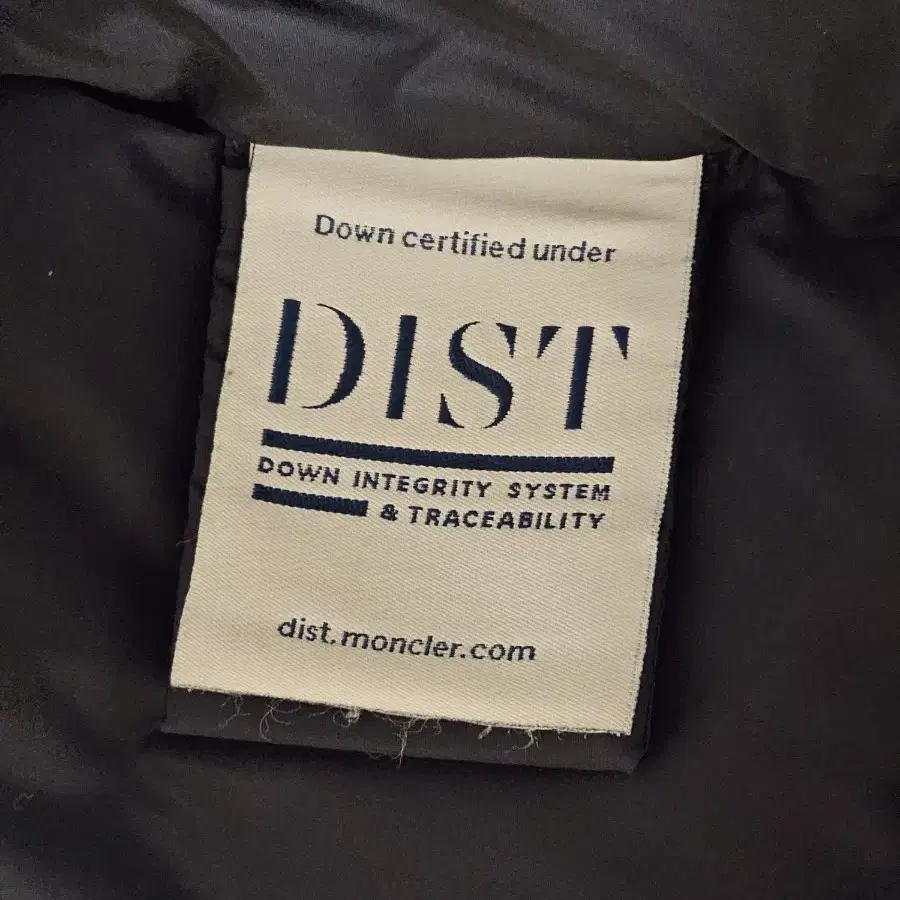 Down certified under
DIST
DOWN INTEGRITY SYSTEM
& TRACEABILITY
dist.moncler.com